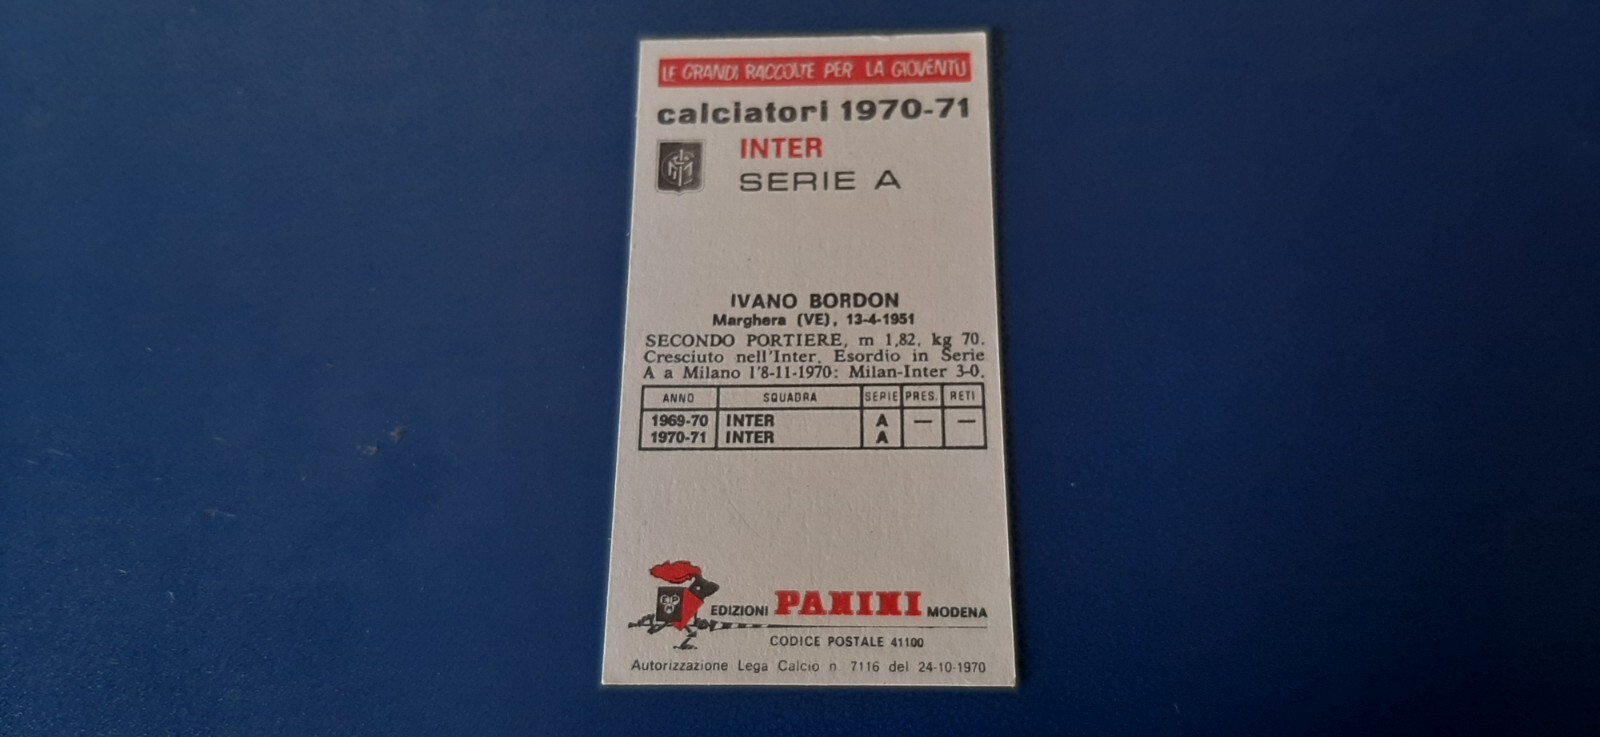 LE GRANDI RACCOLTE PER LA GIOVENTÙ
calciatori 1970-71
INTER
SERIE A
IVANO BORDON
Marghera (VE), 13-4-1951
SECONDO PORTIERE, m 1,82, kg 70.
Cresciuto nell'Inter. Esordio in Serie
A a Milano l'8-11-1970: Milan-Inter 3-0.
ANNO SQUADRA SERIE PRES. RETI
1969-70 INTER A — —
1970-71 INTER A
EDIZIONI PANINI MODENA
CODICE POSTALE 41100
Autorizzazione Lega Calcio n. 7116 del 24-10-1970